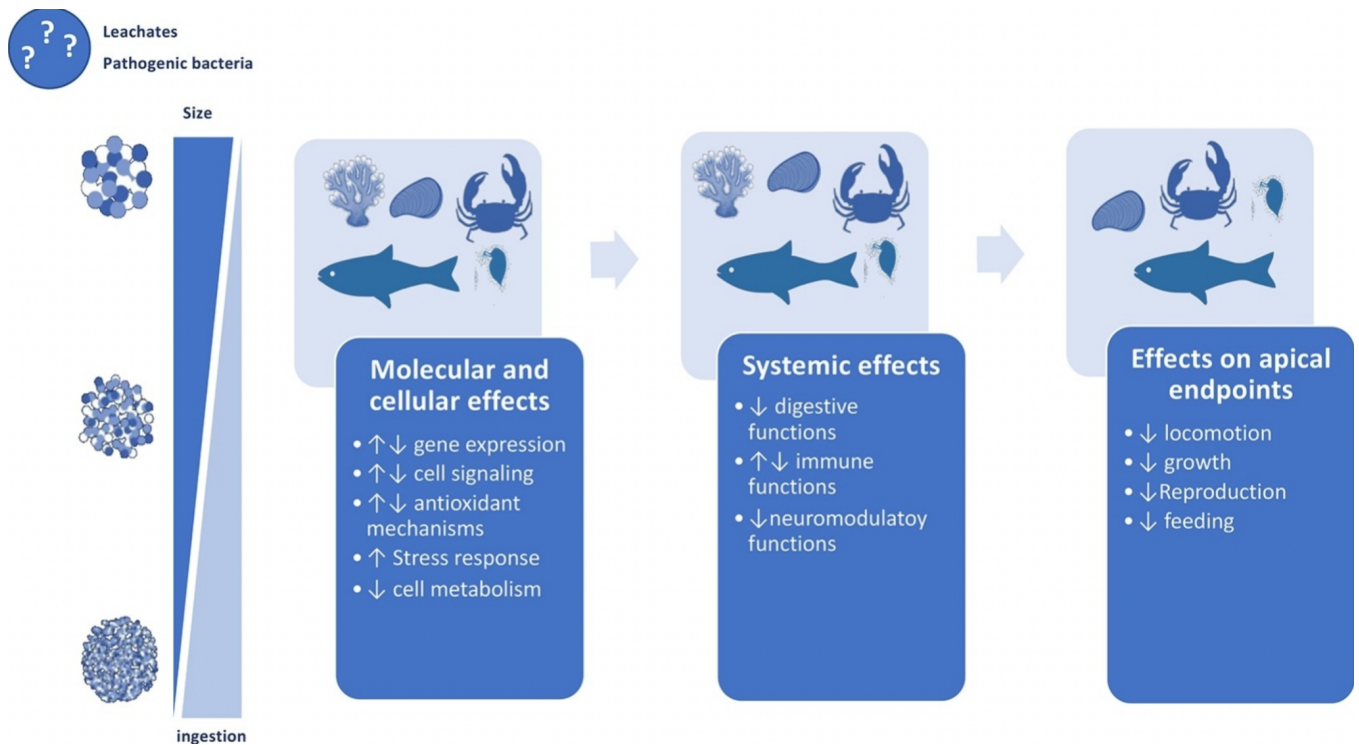 ? ? ?
Leachates
Pathogenic bacteria
Size
ingestion
Molecular and
cellular effects
• ↑↓ gene expression
• ↑↓ cell signaling
• ↑↓ antioxidant
mechanisms
• ↑ Stress response
• ↓ cell metabolism
Systemic effects
• ↓ digestive
functions
• ↑↓ immune
functions
• ↓neuromodulatoy
functions
Effects on apical
endpoints
• ↓ locomotion
• ↓ growth
• ↓Reproduction
• ↓ feeding